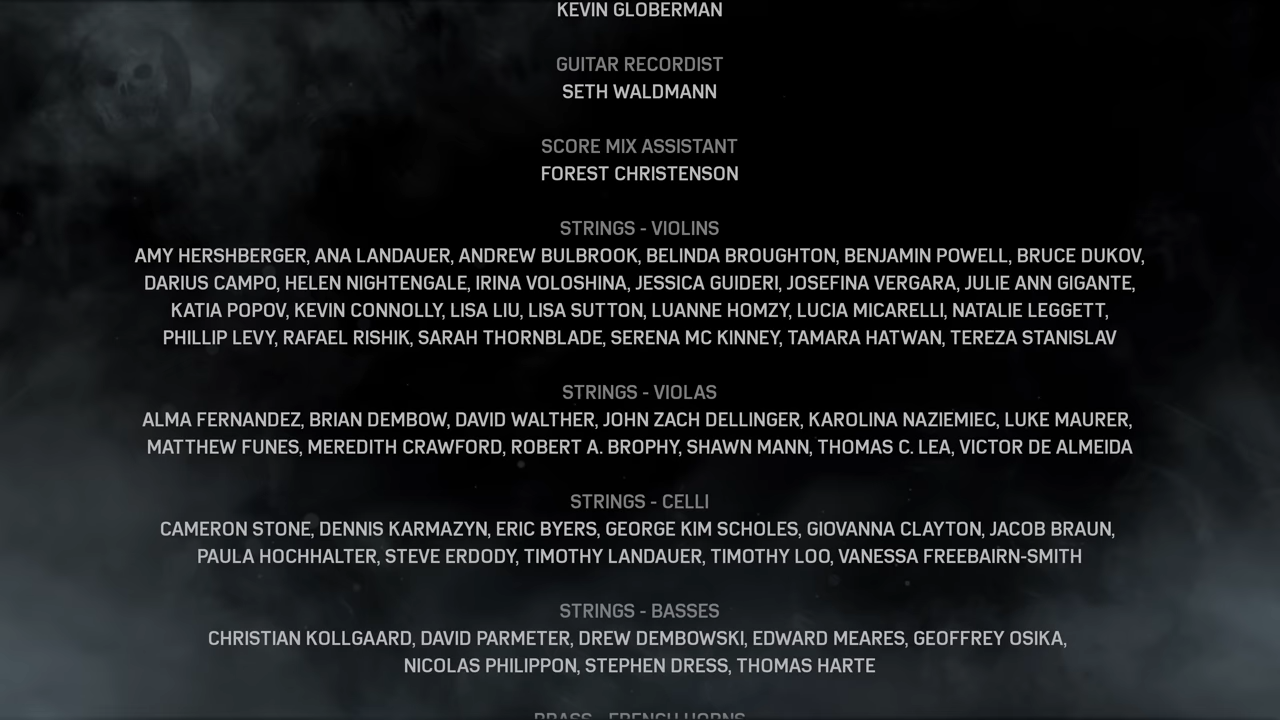 KEVIN GLOBERMAN
GUITAR RECORDIST
SETH WALDMANN
SCORE MIX ASSISTANT
FOREST CHRISTENSON
STRINGS - VIOLINS
AMY HERSHBERGER, ANA LANDAUER, ANDREW BULBROOK, BELINDA BROUGHTON, BENJAMIN POWELL, BRUCE DUKOV,
DARIUS CAMPO, HELEN NIGHTENGALE, IRINA VOLOSHINA, JESSICA GUIDERI, JOSEFINA VERGARA, JULIE ANN GIGANTE,
KATIA POPOV, KEVIN CONNOLLY, LISA LIU, LISA SUTTON, LUANNE HOMZY, LUCIA MICARELLI, NATALIE LEGGETT,
PHILLIP LEVY, RAFAEL RISHIK, SARAH THORNBLADE, SERENA MC KINNEY, TAMARA HATWAN, TEREZA STANISLAV
STRINGS - VIOLAS
ALMA FERNANDEZ, BRIAN DEMBOW, DAVID WALTHER, JOHN ZACH DELLINGER, KAROLINA NAZIEMIEC, LUKE MAURER,
MATTHEW FUNES, MEREDITH CRAWFORD, ROBERT A. BROPHY, SHAWN MANN, THOMAS C. LEA, VICTOR DE ALMEIDA
STRINGS - CELLI
CAMERON STONE, DENNIS KARMAZYN, ERIC BYERS, GEORGE KIM SCHOLES, GIOVANNA CLAYTON, JACOB BRAUN,
PAULA HOCHHALTER, STEVE ERDODY, TIMOTHY LANDAUER, TIMOTHY LOO, VANESSA FREEBAIRN-SMITH
STRINGS - BASSES
CHRISTIAN KOLLGAARD, DAVID PARMETER, DREW DEMBOWSKI, EDWARD MEARES, GEOFFREY OSIKA,
NICOLAS PHILIPPON, STEPHEN DRESS, THOMAS HARTE
BRASS - FRENCH HORNS